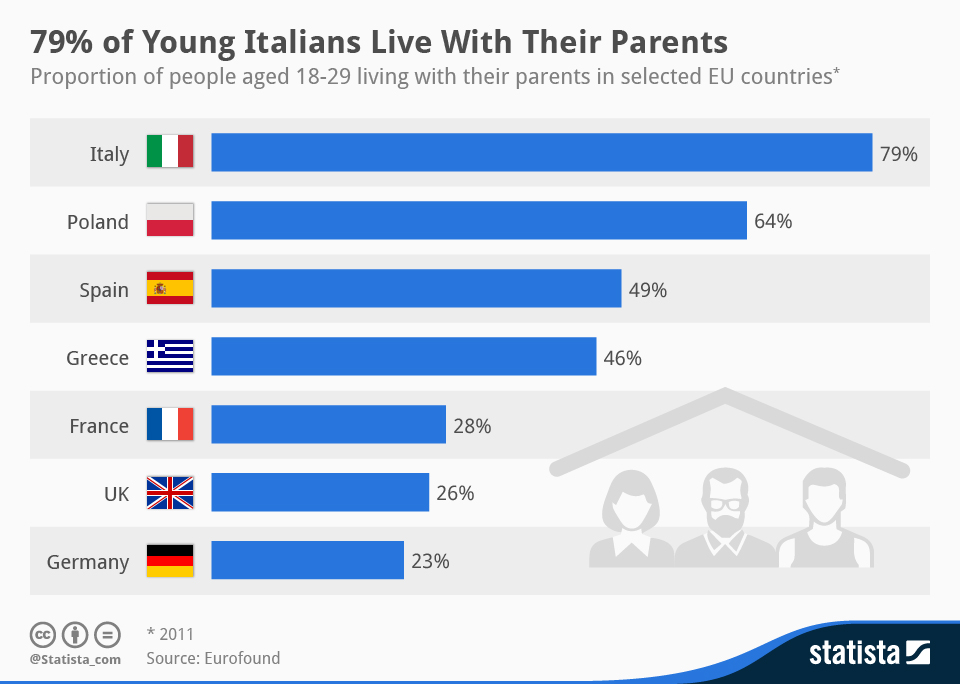 79% of Young Italians Live With Their Parents
Proportion of people aged 18-29 living with their parents in selected EU countries*
Italy 79%
Poland 64%
Spain 49%
Greece 46%
France 28%
UK 26%
Germany 23%
cc =
@Statista_com
* 2011
Source: Eurofound
statista